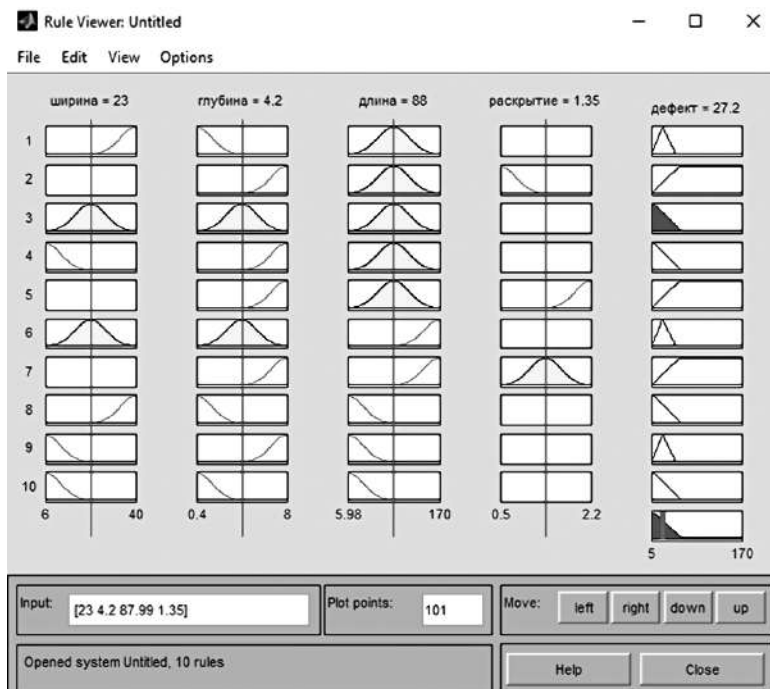 Rule Viewer: Untitled
File Edit View Options
ширина = 23 глубина = 4.2 длина = 88 раскрытие = 1.35 дефект = 27.2
1
2
3
4
5
6
7
8
9
10
6 40 0.4 8 5.98 170 0.5 2.2
5 170
Input: [23 4.2 87.99 1.35] Plot points: 101 Move: left right down up
Opened system Untitled, 10 rules Help Close